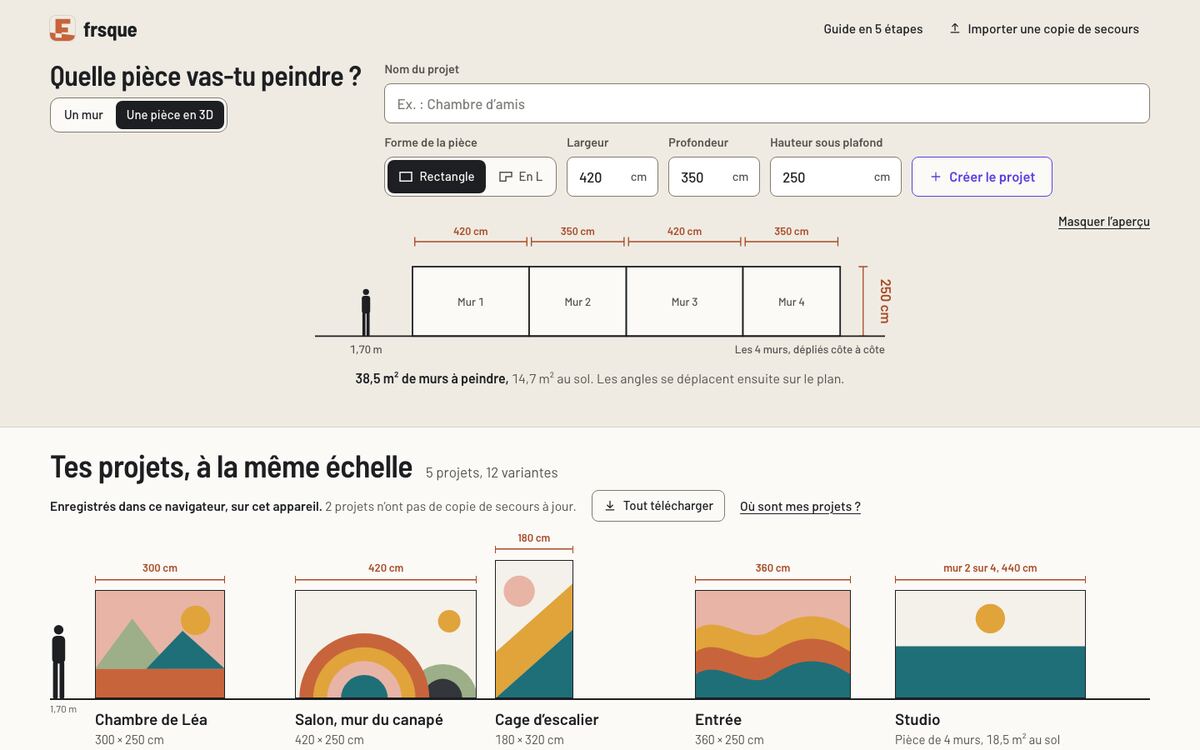 frsque
Guide en 5 étapes
Importer une copie de secours
Quelle pièce vas-tu peindre ?
Un mur
Une pièce en 3D
Nom du projet
Ex. : Chambre d’amis
Forme de la pièce
Largeur
Profondeur
Hauteur sous plafond
Rectangle
En L
420 cm
350 cm
250 cm
Créer le projet
Masquer l’aperçu
420 cm
350 cm
420 cm
350 cm
Mur 1
Mur 2
Mur 3
Mur 4
250 cm
1,70 m
Les 4 murs, dépliés côte à côte
38,5 m² de murs à peindre, 14,7 m² au sol. Les angles se déplacent ensuite sur le plan.
Tes projets, à la même échelle
5 projets, 12 variantes
Enregistrés dans ce navigateur, sur cet appareil. 2 projets n’ont pas de copie de secours à jour.
Tout télécharger
Où sont mes projets ?
300 cm
420 cm
180 cm
360 cm
mur 2 sur 4, 440 cm
1,70 m
Chambre de Léa
300 × 250 cm
Salon, mur du canapé
420 × 250 cm
Cage d’escalier
180 × 320 cm
Entrée
360 × 250 cm
Studio
Pièce de 4 murs, 18,5 m² au sol